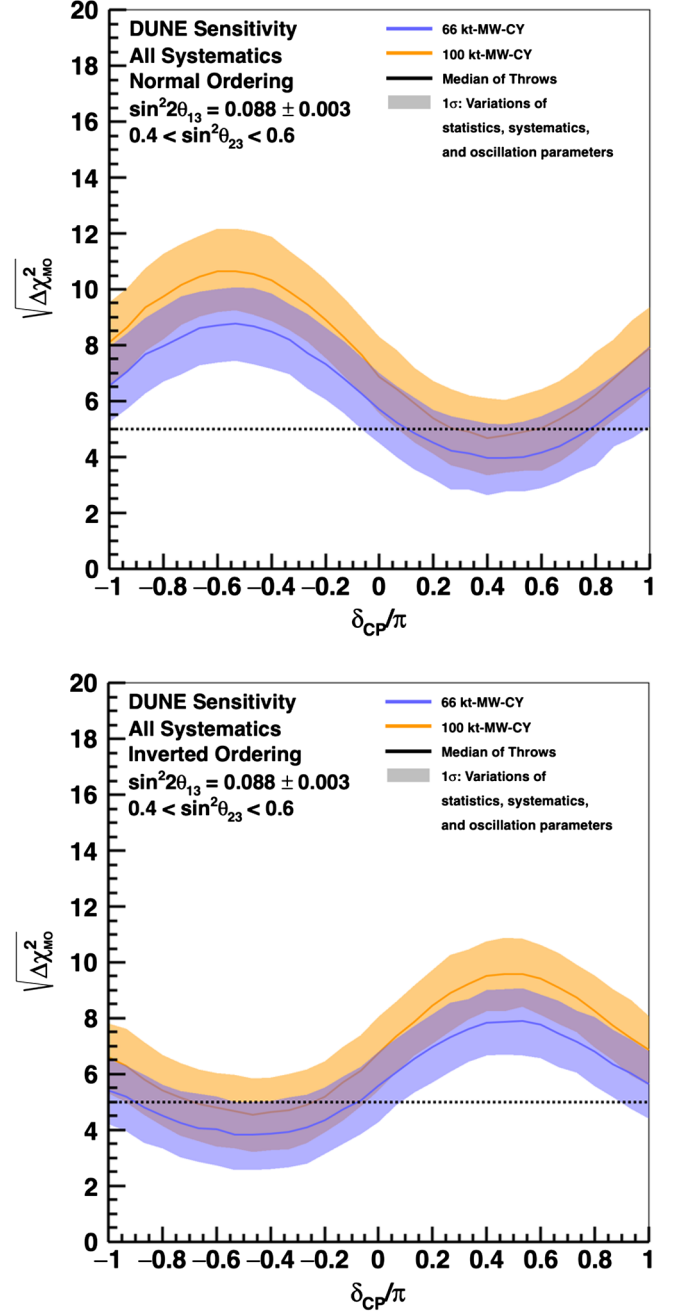 DUNE Sensitivity
All Systematics
Normal Ordering
sin²2θ₁₃ = 0.088 ± 0.003
0.4 < sin²θ₂₃ < 0.6
66 kt-MW-CY
100 kt-MW-CY
Median of Throws
1σ: Variations of
statistics, systematics,
and oscillation parameters
√Δχ²MO
20
18
16
14
12
10
8
6
4
2
0
−1 −0.8 −0.6 −0.4 −0.2 0 0.2 0.4 0.6 0.8 1
δCP/π
DUNE Sensitivity
All Systematics
Inverted Ordering
sin²2θ₁₃ = 0.088 ± 0.003
0.4 < sin²θ₂₃ < 0.6
66 kt-MW-CY
100 kt-MW-CY
Median of Throws
1σ: Variations of
statistics, systematics,
and oscillation parameters
√Δχ²MO
20
18
16
14
12
10
8
6
4
2
0
−1 −0.8 −0.6 −0.4 −0.2 0 0.2 0.4 0.6 0.8 1
δCP/π